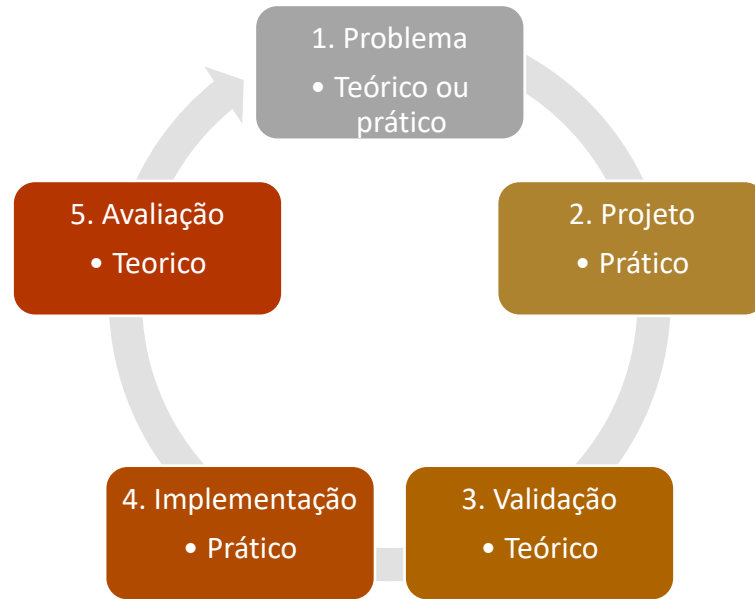 1. Problema
• Teórico ou
prático
2. Projeto
• Prático
3. Validação
• Teórico
4. Implementação
• Prático
5. Avaliação
• Teorico